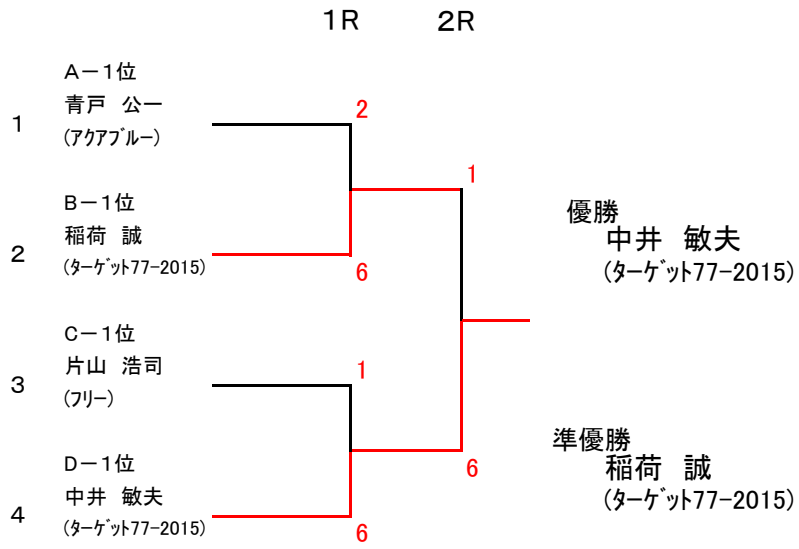 1R 2R
A-1位
1 青戸 公一 2
(アクアブルー)
1
B-1位
2 稲荷 誠
(ターゲット77-2015) 6
優勝
中井 敏夫
(ターゲット77-2015)
C-1位
3 片山 浩司 1
(フリー)
準優勝
6 稲荷 誠
(ターゲット77-2015)
D-1位
4 中井 敏夫
(ターゲット77-2015) 6